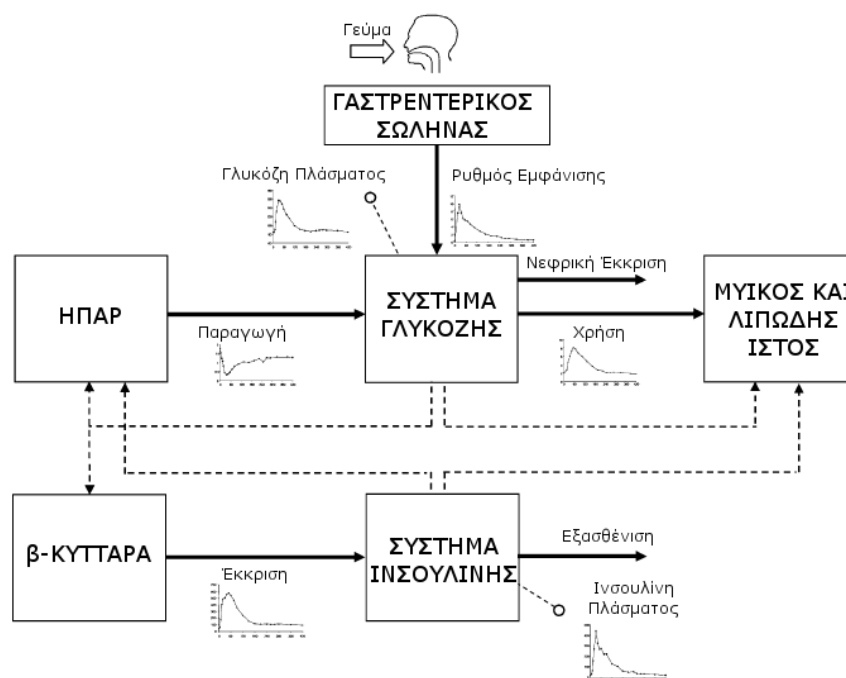 Γεύμα
ΓΑΣΤΡΕΝΤΕΡΙΚΟΣ
ΣΩΛΗΝΑΣ
Γλυκόζη Πλάσματος
Ρυθμός Εμφάνισης
Νεφρική Έκκριση
ΗΠΑΡ
ΣΥΣΤΗΜΑ
ΓΛΥΚΟΖΗΣ
ΜΥΙΚΟΣ ΚΑΙ
ΛΙΠΩΔΗΣ
ΙΣΤΟΣ
Παραγωγή
Χρήση
β-ΚΥΤΤΑΡΑ
ΣΥΣΤΗΜΑ
ΙΝΣΟΥΛΙΝΗΣ
Εξασθένιση
Έκκριση
Ινσουλίνη
Πλάσματος